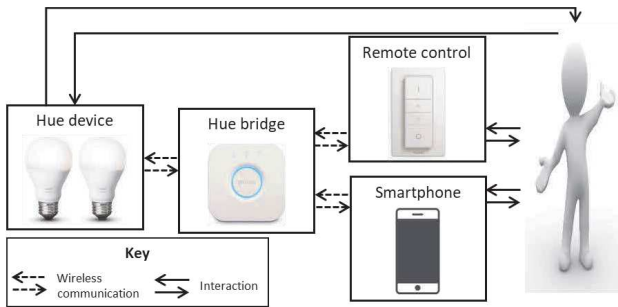 Remote control
Hue device
Hue bridge
Smartphone
Key
Wireless
communication
Interaction